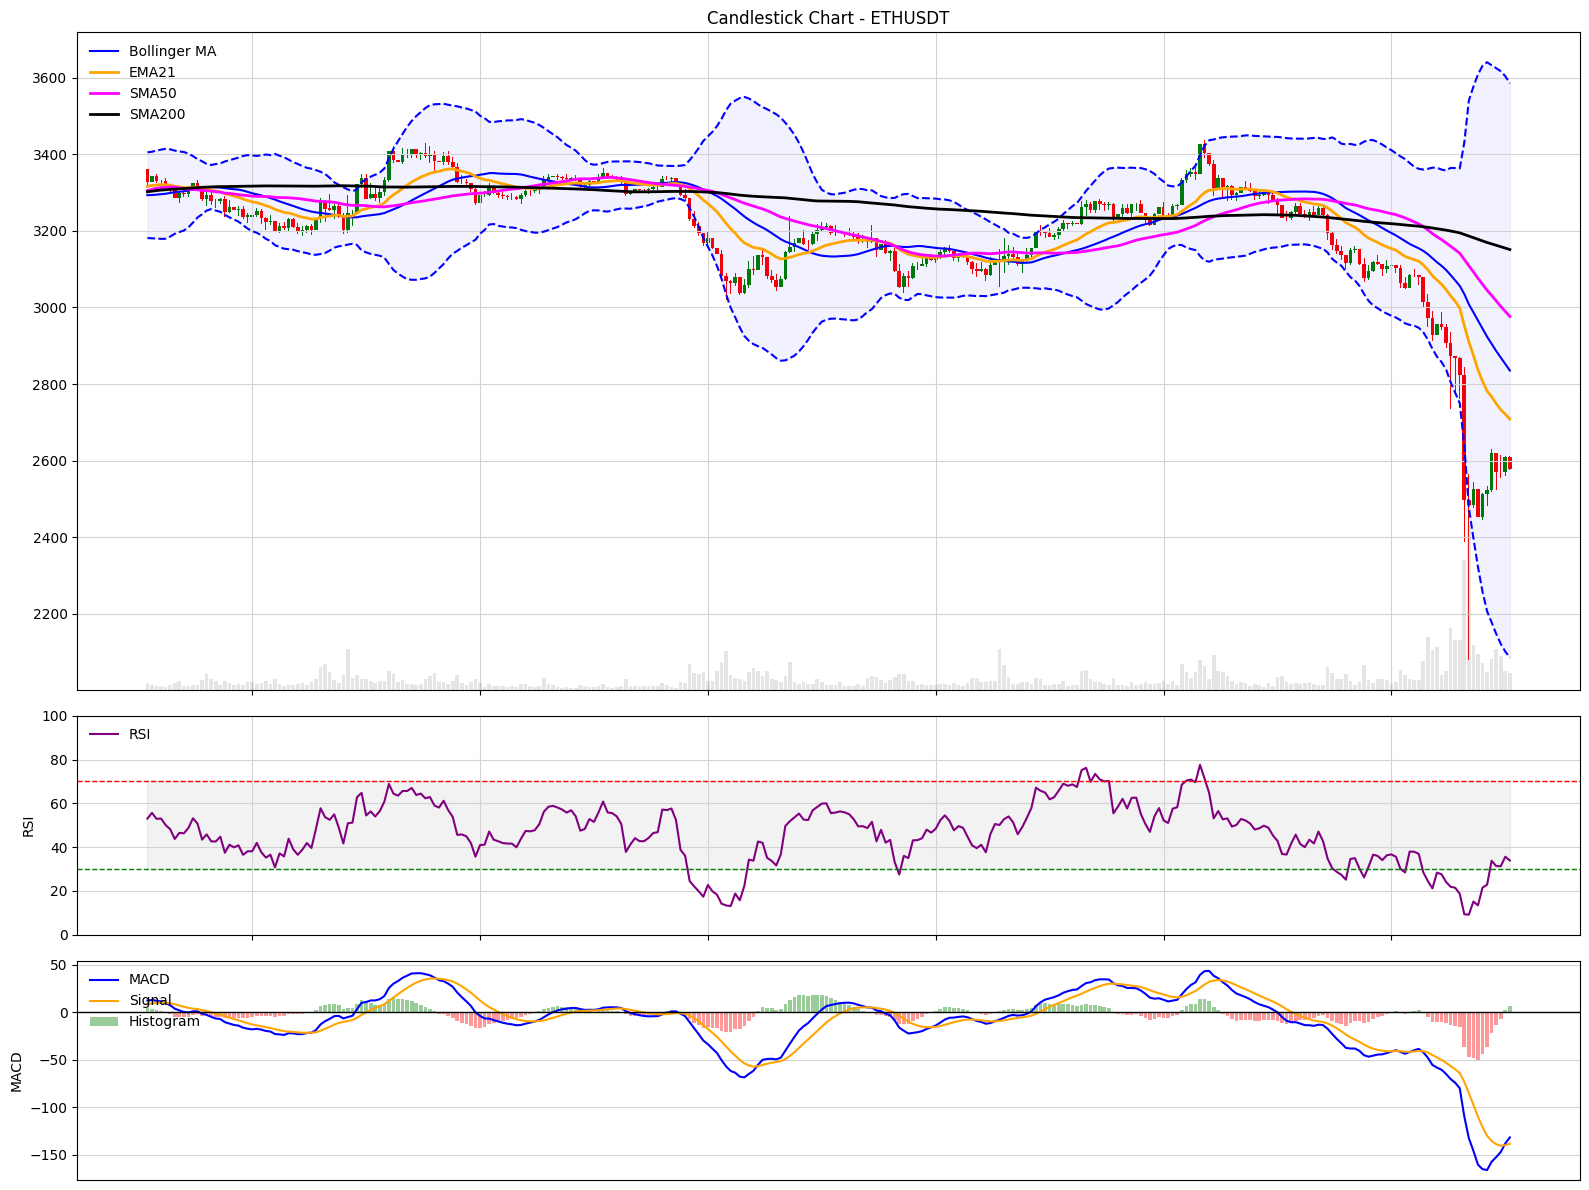 Candlestick Chart - ETHUSDT
Bollinger MA
EMA21
SMA50
SMA200
3600
3400
3200
3000
2800
2600
2400
2200
RSI
RSI
100
80
60
40
20
0
MACD
Signal
Histogram
MACD
50
0
−50
−100
−150